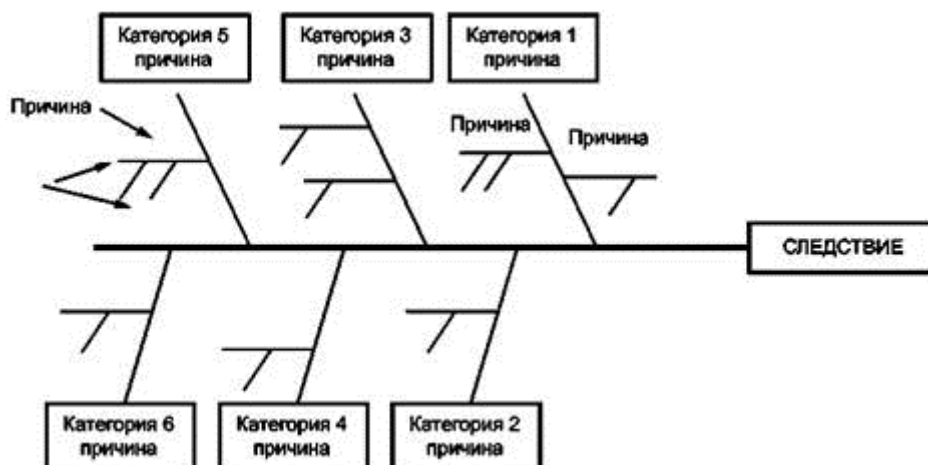 Категория 5
причина
Категория 3
причина
Категория 1
причина
Причина
Причина
Причина
СЛЕДСТВИЕ
Категория 6
причина
Категория 4
причина
Категория 2
причина